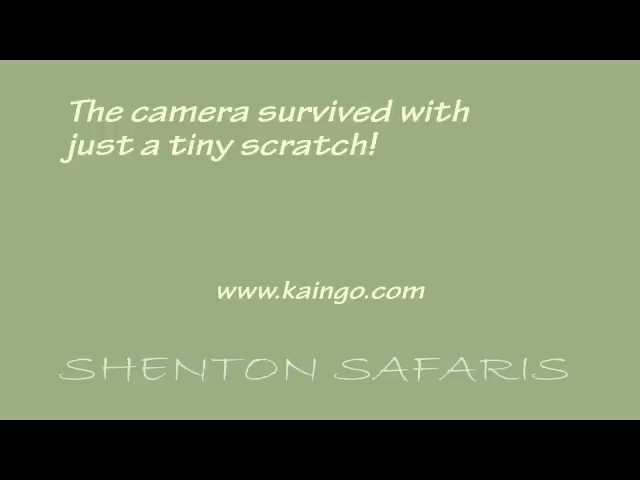 The camera survived with
just a tiny scratch!
www.kaingo.com
SHENTON SAFARIS